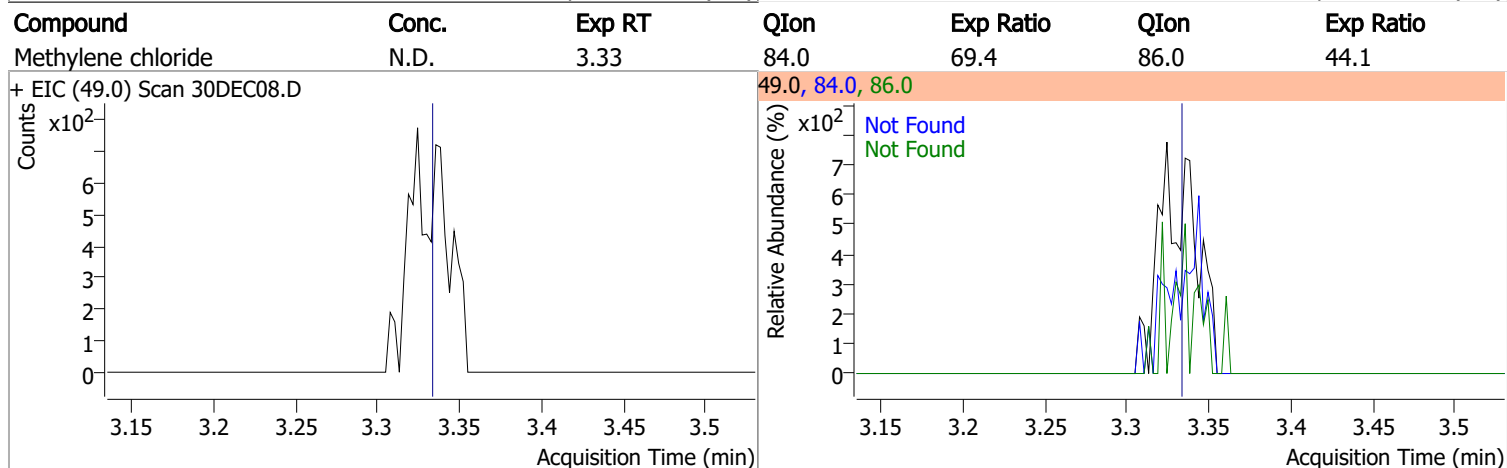 Compound Conc. Exp RT QIon Exp Ratio QIon Exp Ratio
Methylene chloride N.D. 3.33 84.0 69.4 86.0 44.1
+ EIC (49.0) Scan 30DEC08.D
Counts
x10²
6
5
4
3
2
1
0
3.15 3.2 3.25 3.3 3.35 3.4 3.45 3.5
Acquisition Time (min)
49.0, 84.0, 86.0
Relative Abundance (%)
x10²
Not Found
Not Found
7
6
5
4
3
2
1
0
3.15 3.2 3.25 3.3 3.35 3.4 3.45 3.5
Acquisition Time (min)